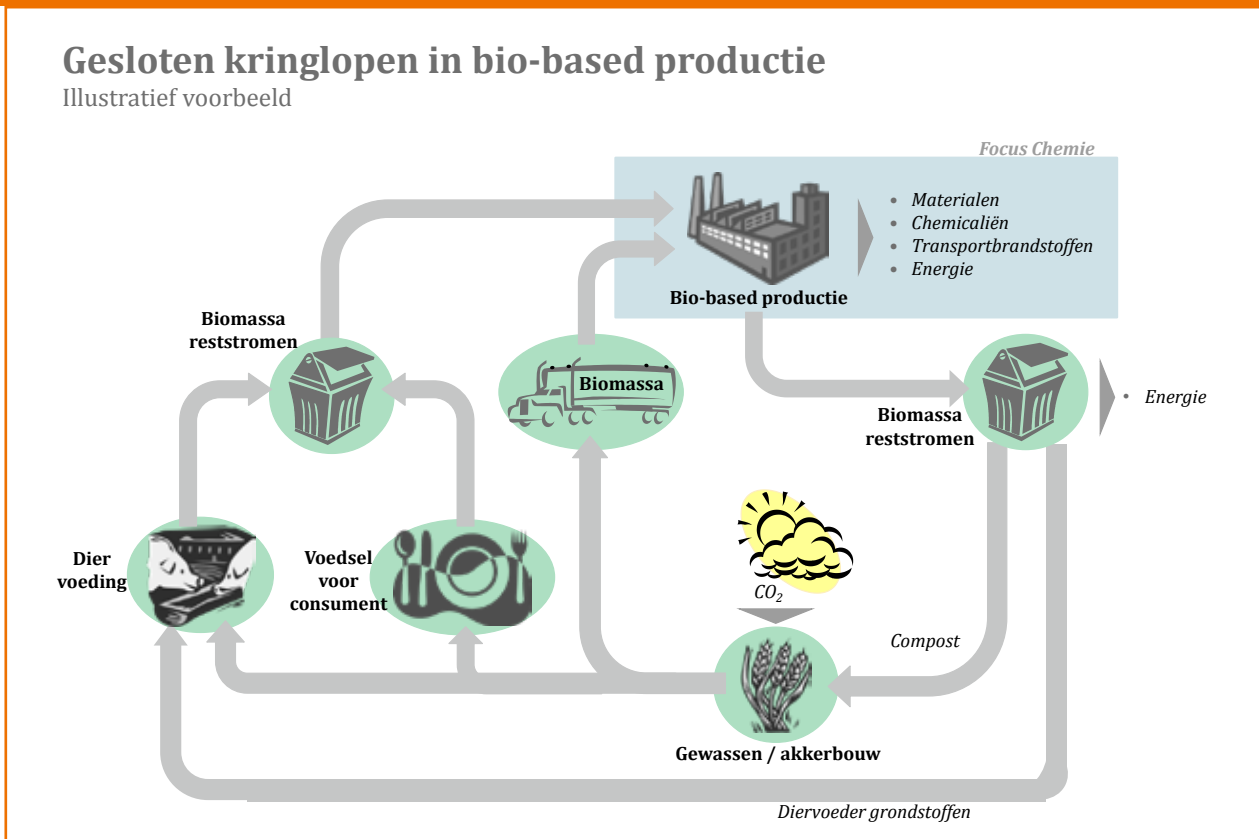 Gesloten kringlopen in bio-based productie
Illustratief voorbeeld
Focus Chemie
• Materialen
• Chemicaliën
• Transportbrandstoffen
• Energie
Bio-based productie
Biomassa
reststromen
Biomassa
Biomassa
reststromen
• Energie
Dier
voeding
Voedsel
voor
consument
CO₂
Compost
Gewassen / akkerbouw
Diervoeder grondstoffen